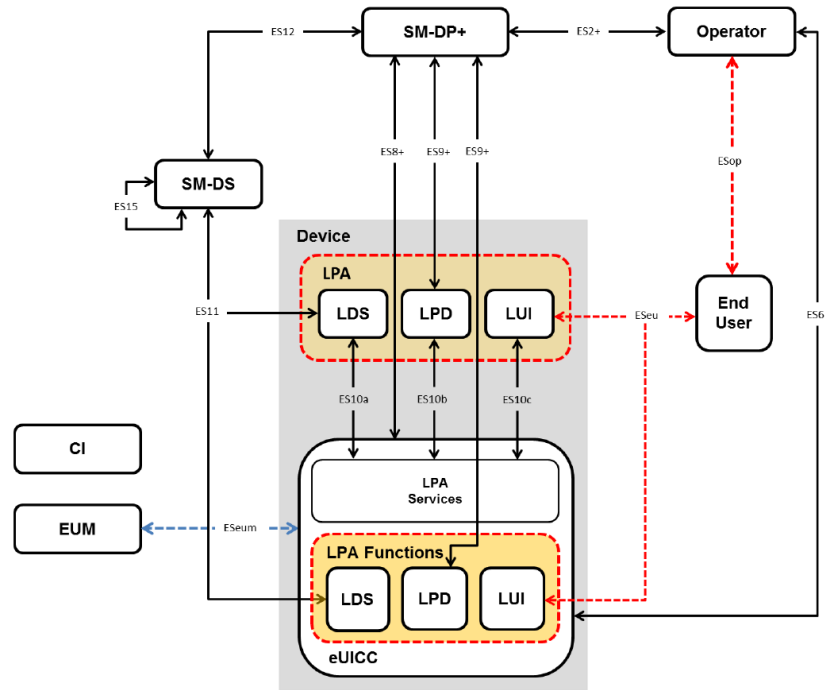 ES12
SM-DP+
ES2+
Operator
ES8+
ES9+
ES9+
ESop
SM-DS
ES15
Device
LPA
LDS
LPD
LUI
ES11
ESeu
End
User
ES6
ES10a
ES10b
ES10c
CI
LPA
Services
EUM
ESeum
LPA Functions
LDS
LPD
LUI
eUICC